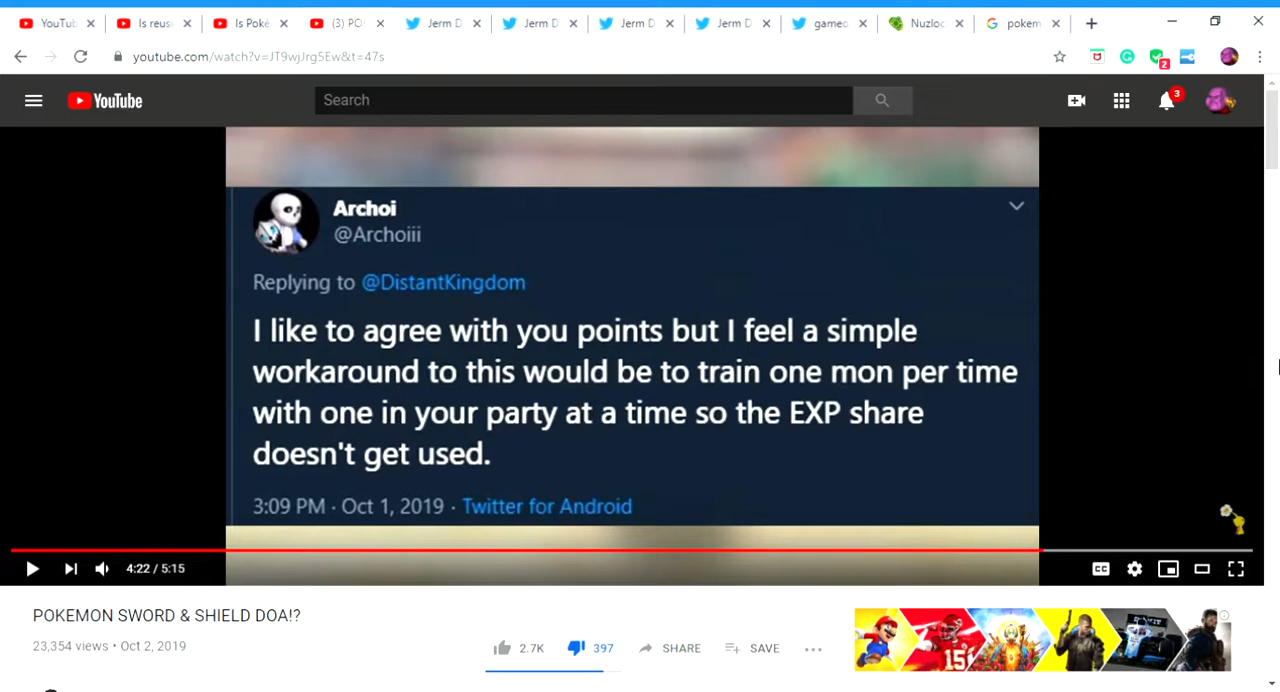 YouTub
Is reus
Is Poké
(3) PO
Jerm D
Jerm D
Jerm D
Jerm D
gameo
Nuzloc
pokem
youtube.com/watch?v=JT9wjJrg5Ew&t=47s
2
YouTube
Search
3
Archoi
@Archoiii
Replying to @DistantKingdom
I like to agree with you points but I feel a simple
workaround to this would be to train one mon per time
with one in your party at a time so the EXP share
doesn't get used.
3:09 PM · Oct 1, 2019 · Twitter for Android
4:22 / 5:15
CC
POKEMON SWORD & SHIELD DOA!?
23,354 views • Oct 2, 2019
2.7K
397
SHARE
SAVE
15